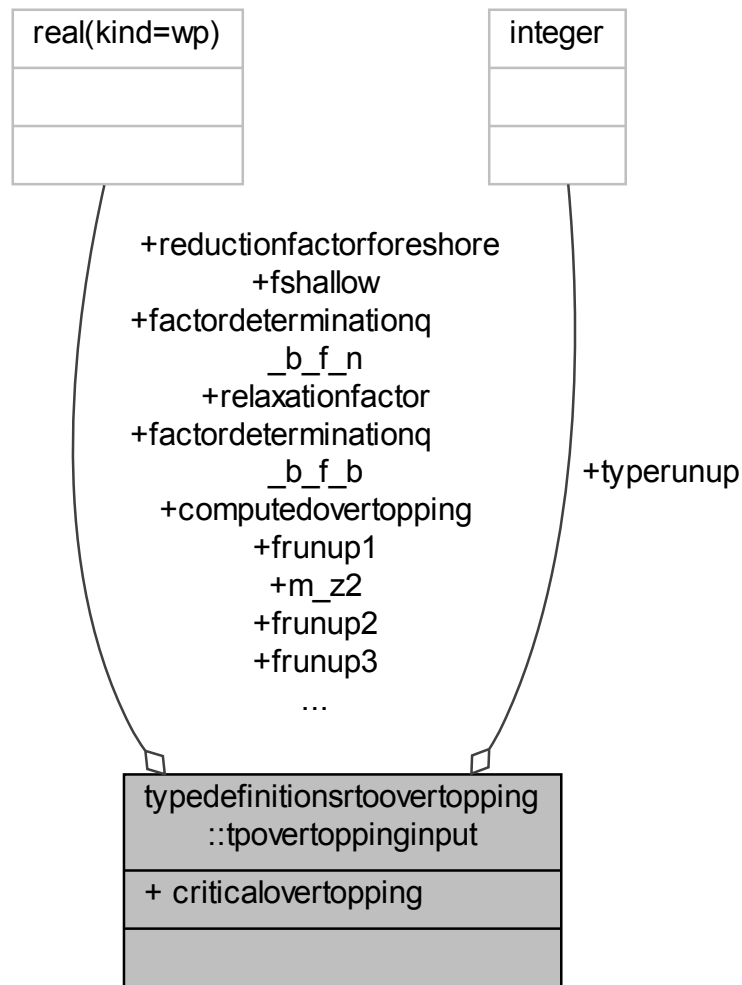 real(kind=wp)
integer
+reductionfactorforeshore
+fshallow
+factordeterminationq
_b_f_n
+relaxationfactor
+factordeterminationq
_b_f_b
+computedovertopping
+frunup1
+m_z2
+frunup2
+frunup3
...
+typerunup
typedefinitionsrtoovertopping
::tpovertoppinginput
+ criticalovertopping